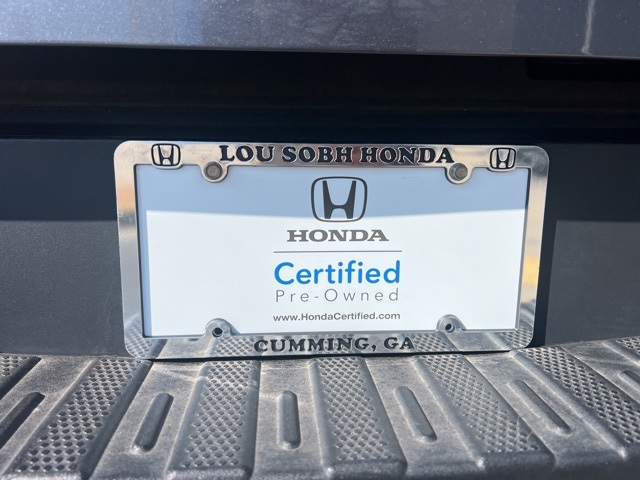 LOU SOBH HONDA
HONDA
Certified
Pre-Owned
www.HondaCertified.com
CUMMING, GA